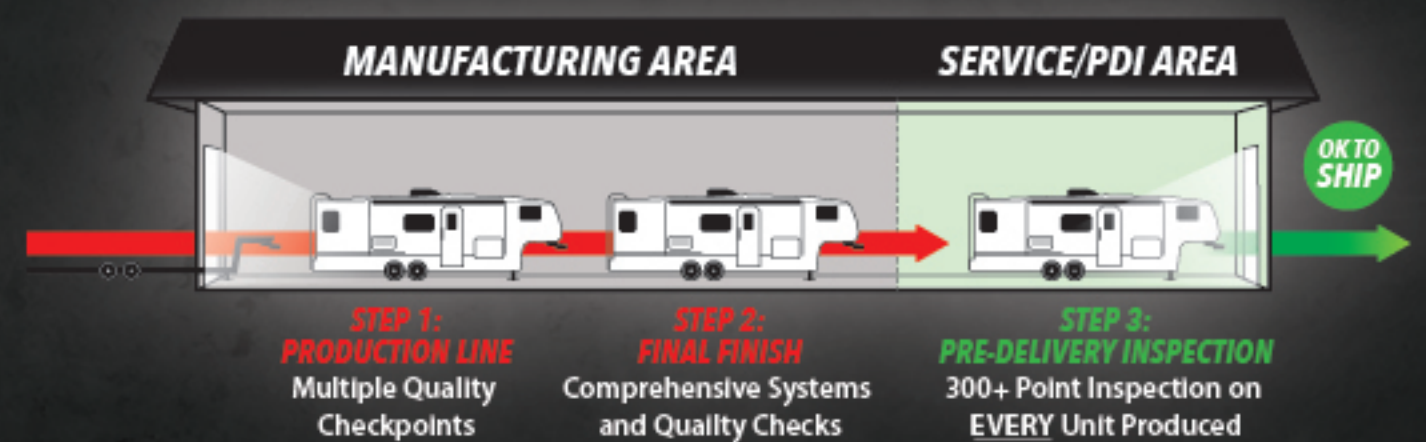 MANUFACTURING AREA
SERVICE/PDI AREA
OK TO
SHIP
STEP 1:
PRODUCTION LINE
Multiple Quality
Checkpoints
STEP 2:
FINAL FINISH
Comprehensive Systems
and Quailty Checks
STEP 3:
PRE-DELIVERY INSPECTION
300+ Point Inspection on
EVERY Unit Produced